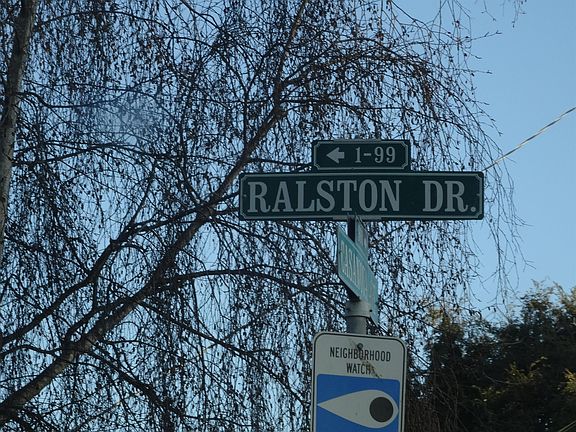 ← 1-99
RALSTON DR.
NEIGHBORHOOD
WATCH